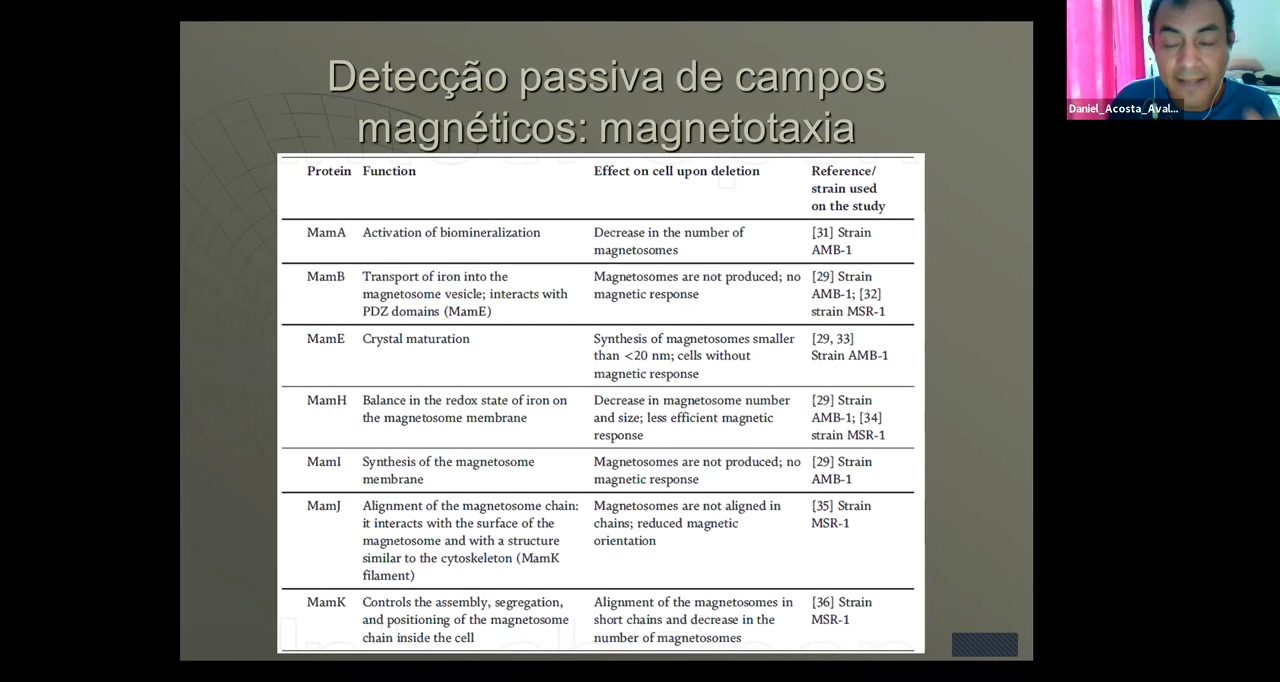 Detecção passiva de campos
magnéticos: magnetotaxia
Daniel_Acosta_Aval...
Protein Function Effect on cell upon deletion Reference/
strain used
on the study
MamA Activation of biomineralization Decrease in the number of [31] Strain
magnetosomes AMB-1
MamB Transport of iron into the Magnetosomes are not produced; no [29] Strain
magnetosome vesicle; interacts with magnetic response AMB-1; [32]
PDZ domains (MamE) strain MSR-1
MamE Crystal maturation Synthesis of magnetosomes smaller [29, 33]
than <20 nm; cells without Strain AMB-1
magnetic response
MamH Balance in the redox state of iron on Decrease in magnetosome number [29] Strain
the magnetosome membrane and size; less efficient magnetic AMB-1; [34]
response strain MSR-1
MamI Synthesis of the magnetosome Magnetosomes are not produced; no [29] Strain
membrane magnetic response AMB-1
MamJ Alignment of the magnetosome chain: Magnetosomes are not aligned in [35] Strain
it interacts with the surface of the chains; reduced magnetic MSR-1
magnetosome and with a structure orientation
similar to the cytoskeleton (MamK
filament)
MamK Controls the assembly, segregation, Alignment of the magnetosomes in [36] Strain
and positioning of the magnetosome short chains and decrease in the MSR-1
chain inside the cell number of magnetosomes